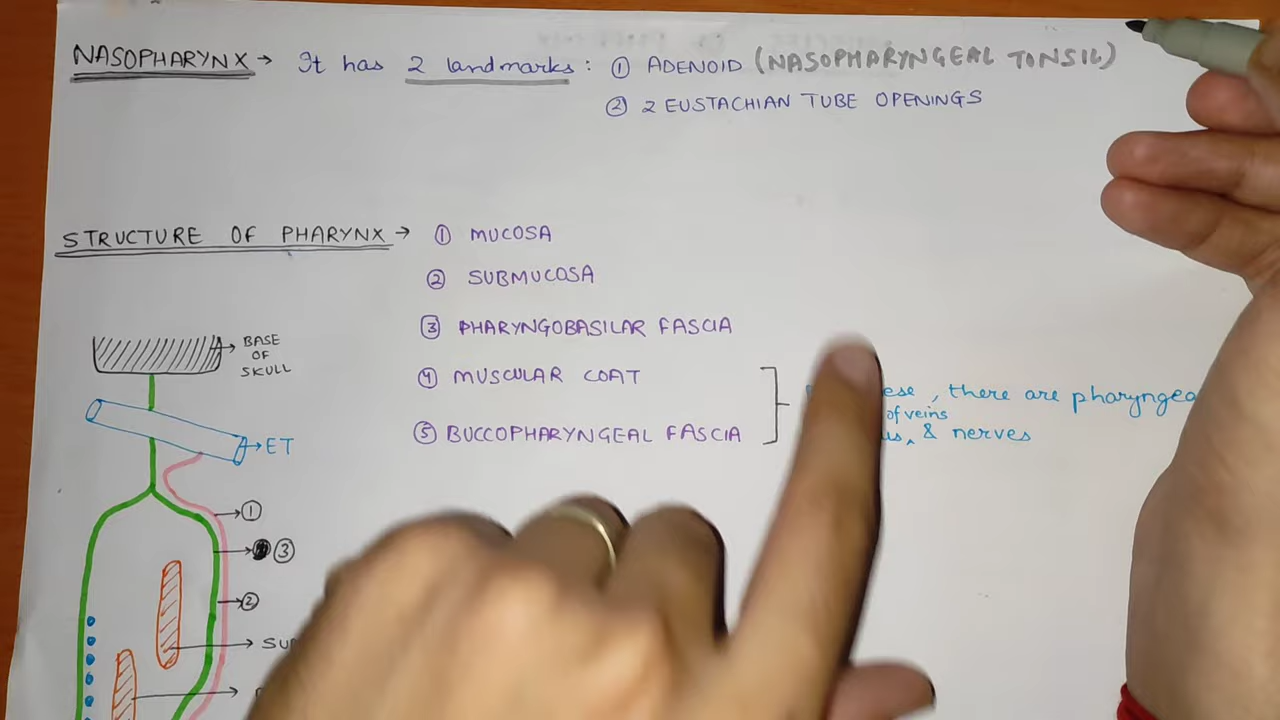 NASOPHARYNX → It has 2 landmarks: ① ADENOID (NASOPHARYNGEAL TONSIL)
② 2 EUSTACHIAN TUBE OPENINGS
STRUCTURE OF PHARYNX → ① MUCOSA
② SUBMUCOSA
③ PHARYNGOBASILAR FASCIA
④ MUSCULAR COAT
⑤ BUCCOPHARYNGEAL FASCIA
, there are
of veins
& nerves
BASE
OF
SKULL
ET
①
③
②